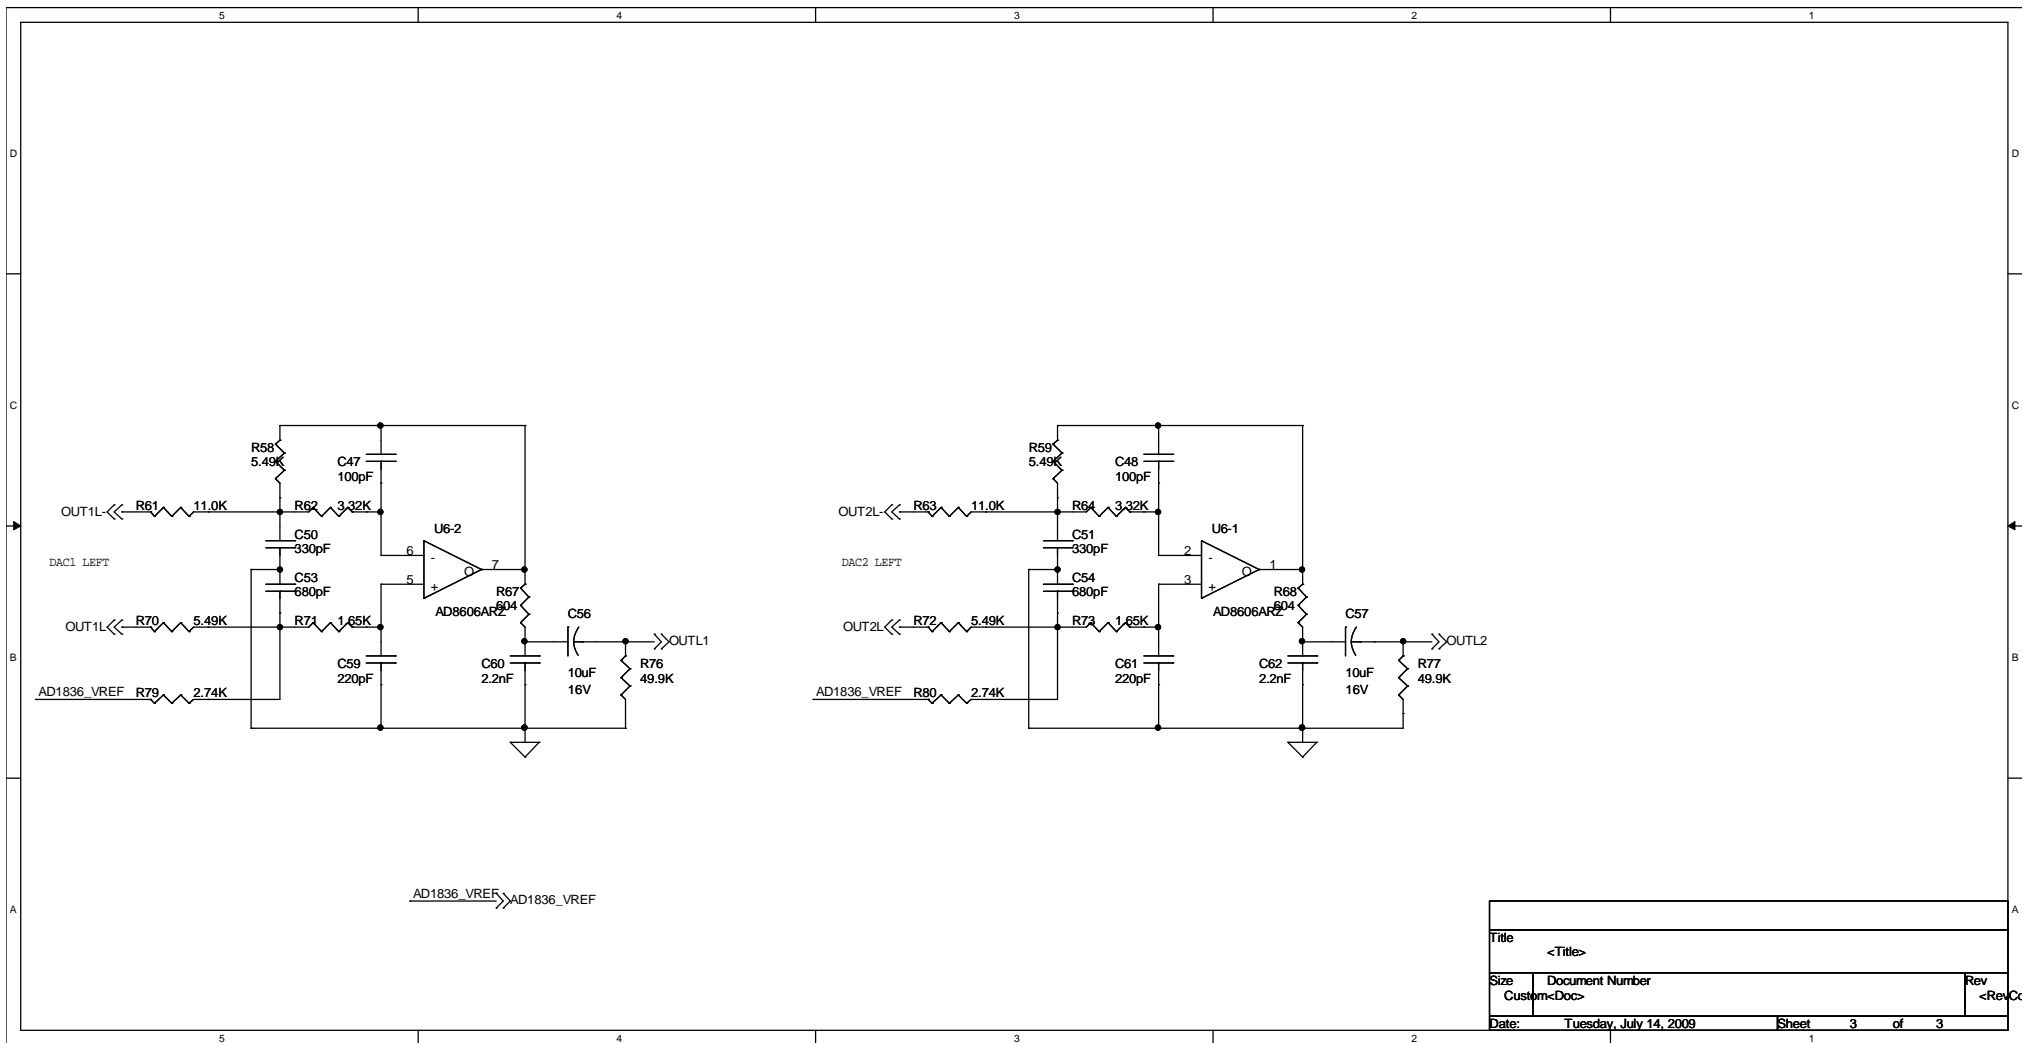 5 4 3 2 1
D D
C C
B B
A A
R58
5.49K
C47
100pF
OUT1L- R61 11.0K R62 3.32K
C50
330pF
U6-2
6 - 7
5 + O
DAC1 LEFT
C53
680pF
AD8606ARZ
R67
604
C56
OUT1L R70 5.49K R71 1.65K
OUTL1
C59
220pF
C60
2.2nF
10uF
16V
R76
49.9K
AD1836_VREF R79 2.74K
R59
5.49K
C48
100pF
OUT2L- R63 11.0K R64 3.32K
C51
330pF
U6-1
2 - 1
3 + O
DAC2 LEFT
C54
680pF
AD8606ARZ
R68
604
C57
OUT2L R72 5.49K R73 1.65K
OUTL2
C61
220pF
C62
2.2nF
10uF
16V
R77
49.9K
AD1836_VREF R80 2.74K
AD1836_VREF AD1836_VREF
Title
<Title>
Size Document Number Rev
Custom <Doc> <RevCo
Date: Tuesday, July 14, 2009 Sheet 3 of 3
5 4 3 2 1